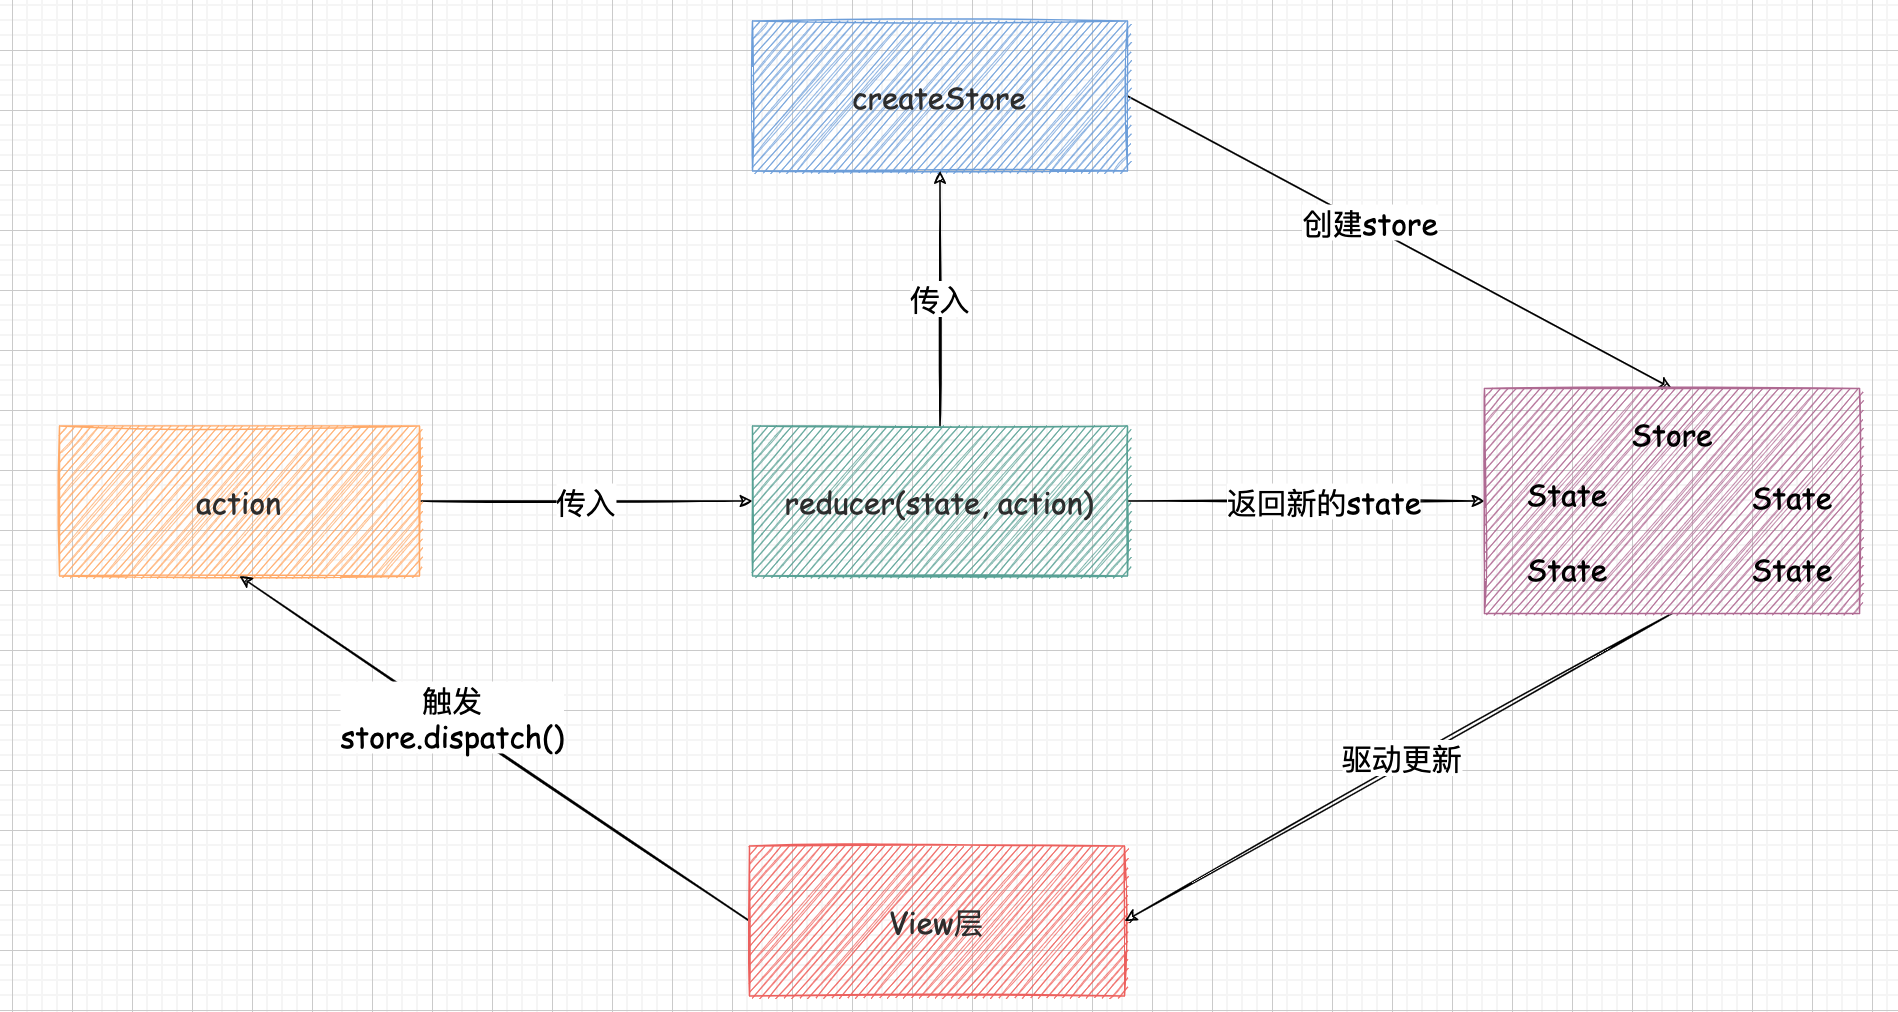 createStore
创建store
传入
Store
action
传入
reducer(state, action)
返回新的state
State
State
State
State
触发
store.dispatch()
驱动更新
View层